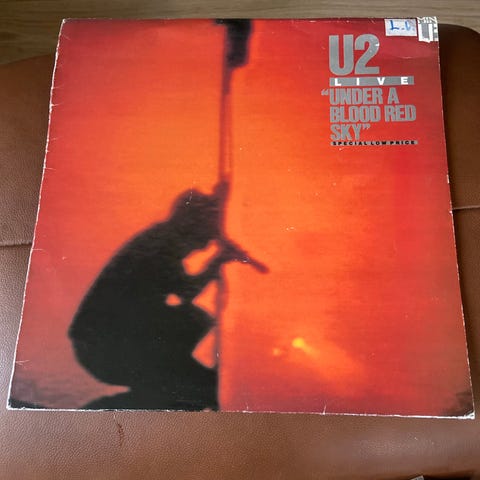 U2
LIVE
"UNDER A
BLOOD RED
SKY"
SPECIAL LOW PRICE